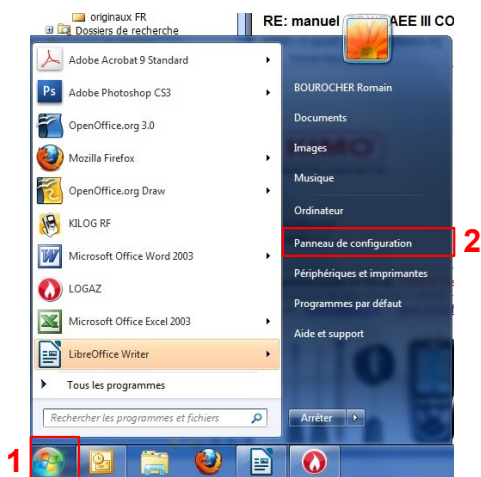 originaux FR
Dossiers de recherche
RE: manuel
AEE III CO
Adobe Acrobat 9 Standard
Ps Adobe Photoshop CS3
OpenOffice.org 3.0
Mozilla Firefox
OpenOffice.org Draw
KILOG RF
Microsoft Office Word 2003
LOGAZ
Microsoft Office Excel 2003
LibreOffice Writer
Tous les programmes
Rechercher les programmes et fichiers
BOUROCHER Romain
Documents
Images
Musique
Ordinateur
Panneau de configuration
2
Périphériques et imprimantes
Programmes par défaut
Aide et support
Arrêter
1